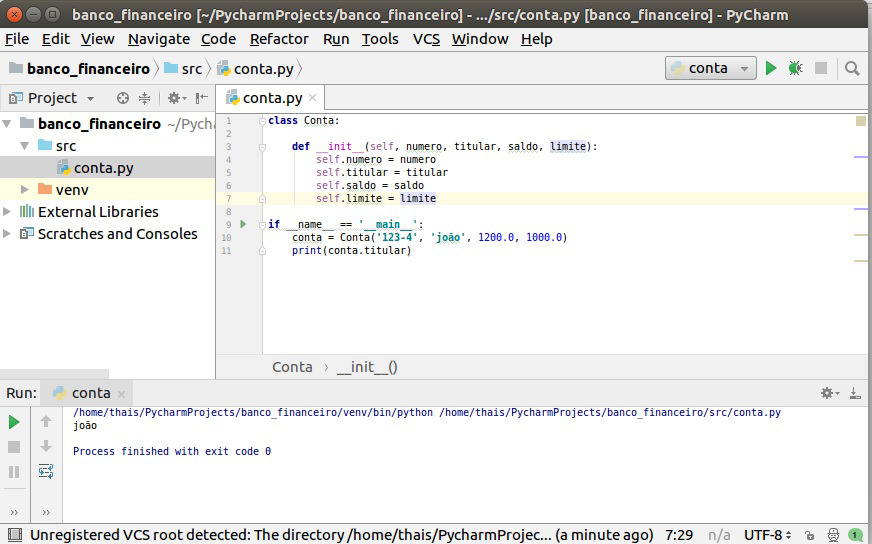 banco_financeiro [~/PycharmProjects/banco_financeiro] - .../src/conta.py [banco_financeiro] - PyCharm
File Edit View Navigate Code Refactor Run Tools VCS Window Help
banco_financeiro src conta.py conta
Project conta.py
banco_financeiro ~/Pycha
src
conta.py
venv
External Libraries
Scratches and Consoles
1 class Conta:
2
3 def __init__(self, numero, titular, saldo, limite):
4 self.numero = numero
5 self.titular = titular
6 self.saldo = saldo
7 self.limite = limite
8
9 if __name__ == '__main__':
10 conta = Conta('123-4', 'joão', 1200.0, 1000.0)
11 print(conta.titular)
Conta __init__()
Run: conta
/home/thais/PycharmProjects/banco_financeiro/venv/bin/python /home/thais/PycharmProjects/banco_financeiro/src/conta.py
joão
Process finished with exit code 0
Unregistered VCS root detected: The directory /home/thais/PycharmProjec... (a minute ago) 7:29 n/a UTF-8 1